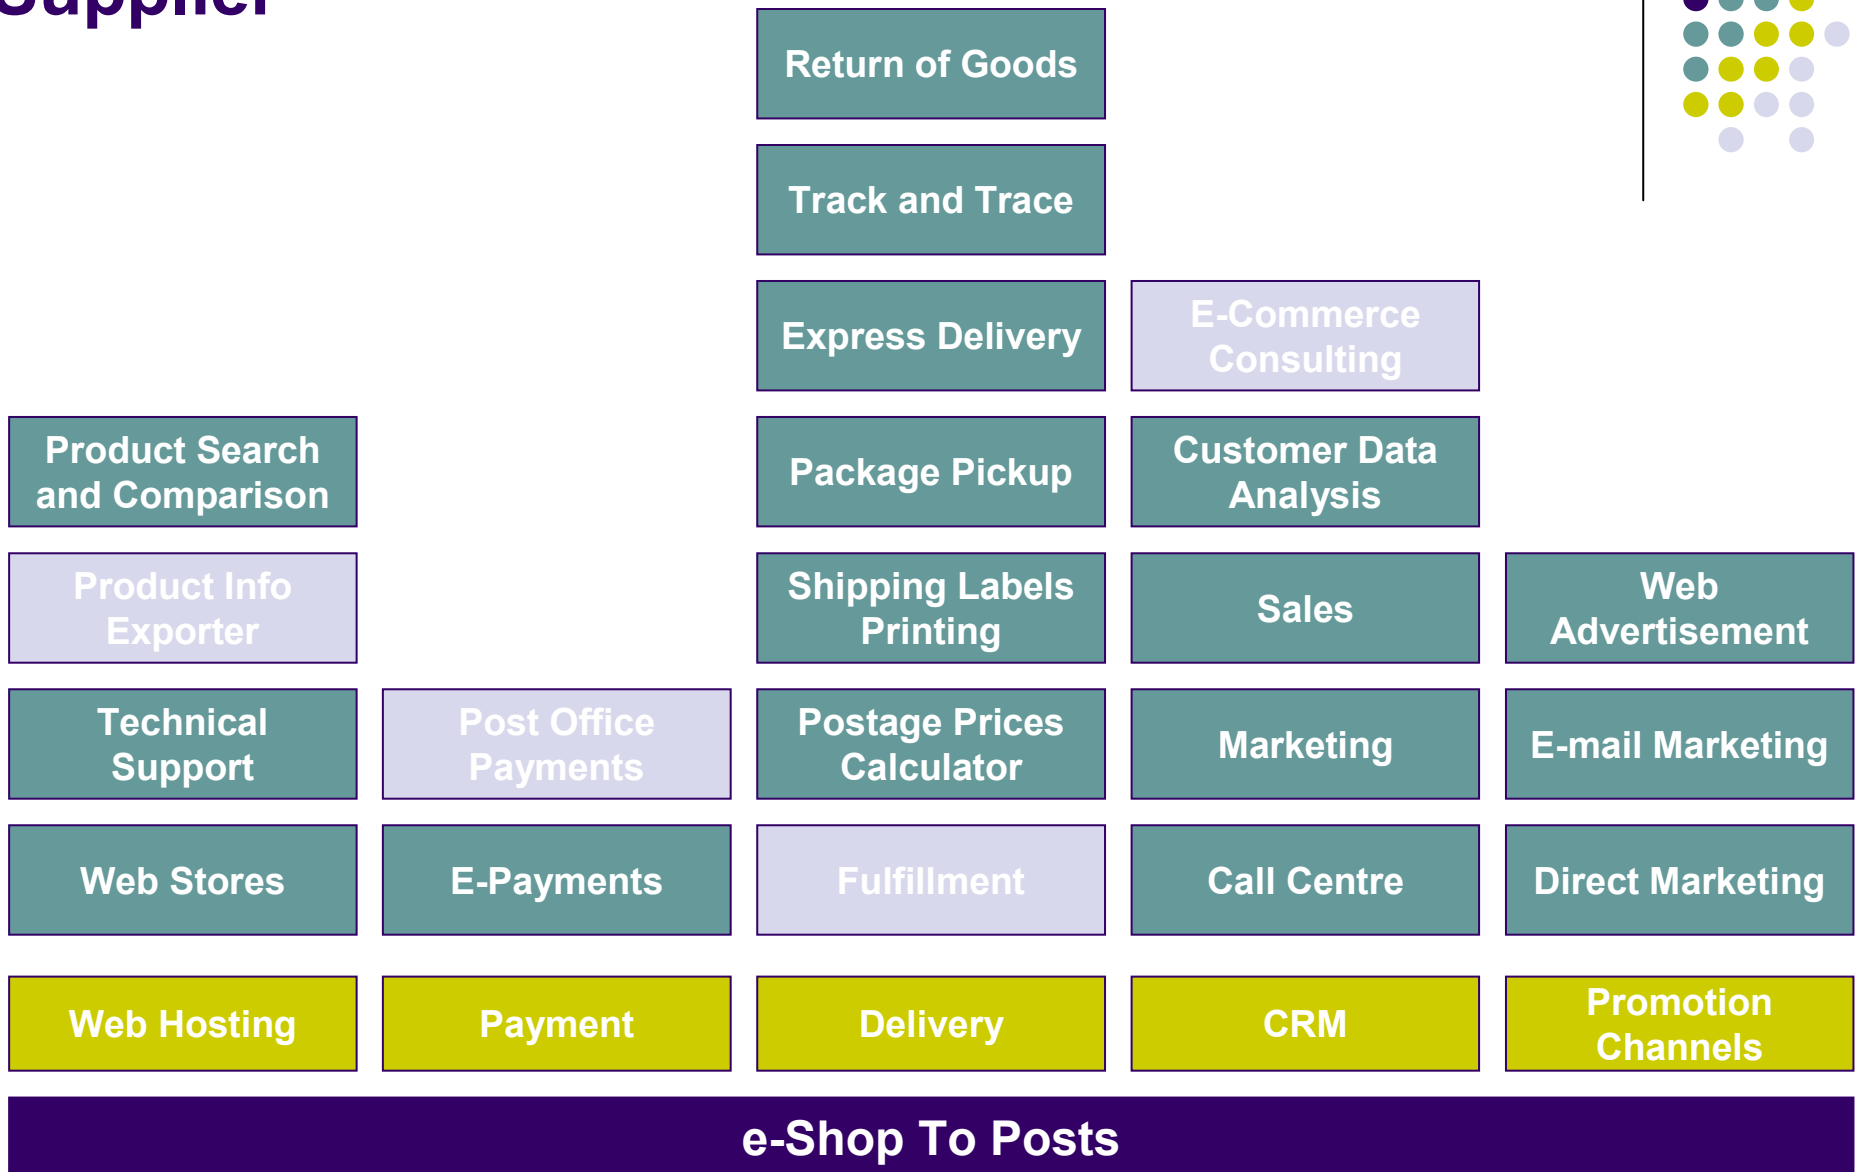 Supplier
Return of Goods
Track and Trace
Express Delivery
E-Commerce
Consulting
Product Search
and Comparison
Package Pickup
Customer Data
Analysis
Product Info
Exporter
Shipping Labels
Printing
Sales
Web
Advertisement
Technical
Support
Post Office
Payments
Postage Prices
Calculator
Marketing
E-mail Marketing
Web Stores
E-Payments
Fulfillment
Call Centre
Direct Marketing
Web Hosting
Payment
Delivery
CRM
Promotion
Channels
e-Shop To Posts